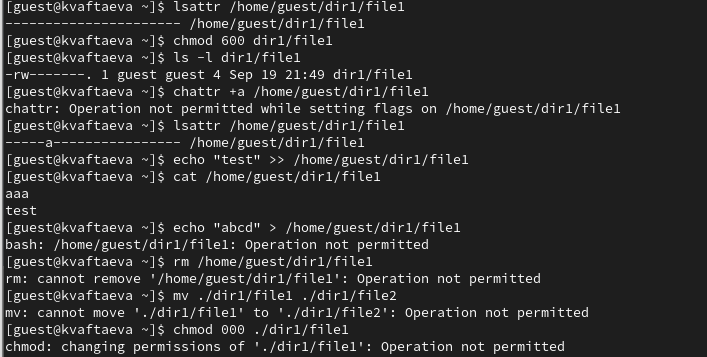 [guest@kvaftaeva ~]$ lsattr /home/guest/dir1/file1
---------------------- /home/guest/dir1/file1
[guest@kvaftaeva ~]$ chmod 600 dir1/file1
[guest@kvaftaeva ~]$ ls -l dir1/file1
-rw-------. 1 guest guest 4 Sep 19 21:49 dir1/file1
[guest@kvaftaeva ~]$ chattr +a /home/guest/dir1/file1
chattr: Operation not permitted while setting flags on /home/guest/dir1/file1
[guest@kvaftaeva ~]$ lsattr /home/guest/dir1/file1
-----a---------------- /home/guest/dir1/file1
[guest@kvaftaeva ~]$ echo "test" >> /home/guest/dir1/file1
[guest@kvaftaeva ~]$ cat /home/guest/dir1/file1
aaa
test
[guest@kvaftaeva ~]$ echo "abcd" > /home/guest/dir1/file1
bash: /home/guest/dir1/file1: Operation not permitted
[guest@kvaftaeva ~]$ rm /home/guest/dir1/file1
rm: cannot remove '/home/guest/dir1/file1': Operation not permitted
[guest@kvaftaeva ~]$ mv ./dir1/file1 ./dir1/file2
mv: cannot move './dir1/file1' to './dir1/file2': Operation not permitted
[guest@kvaftaeva ~]$ chmod 000 ./dir1/file1
chmod: changing permissions of './dir1/file1': Operation not permitted